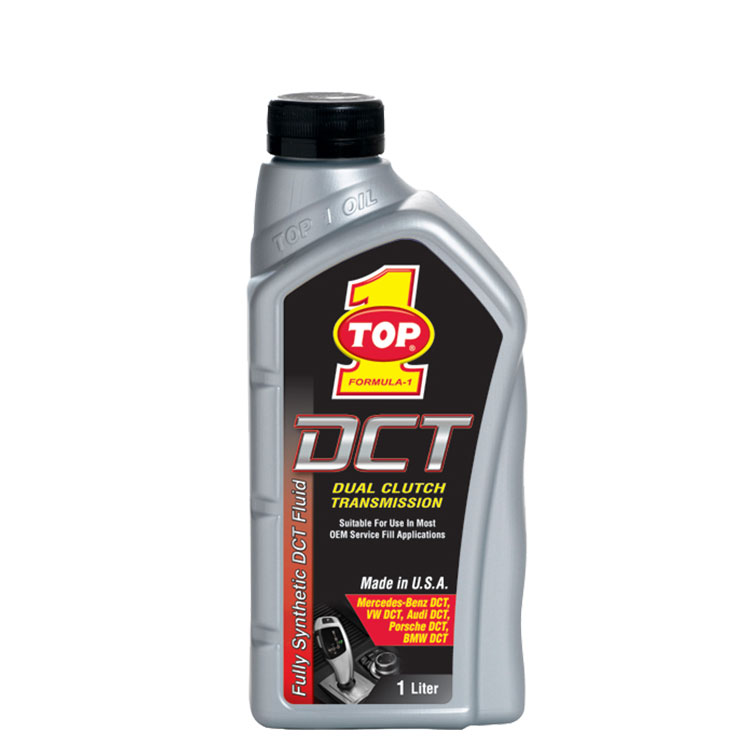 TOP 1 OIL
1
TOP®
FORMULA-1
DCT
DUAL CLUTCH
TRANSMISSION
Suitable For Use In Most
OEM Service Fill Applications
Made in U.S.A.
Mercedes-Benz DCT,
VW DCT, Audi DCT,
Porsche DCT,
BMW DCT
1 Liter
Fully Synthetic DCT Fluid